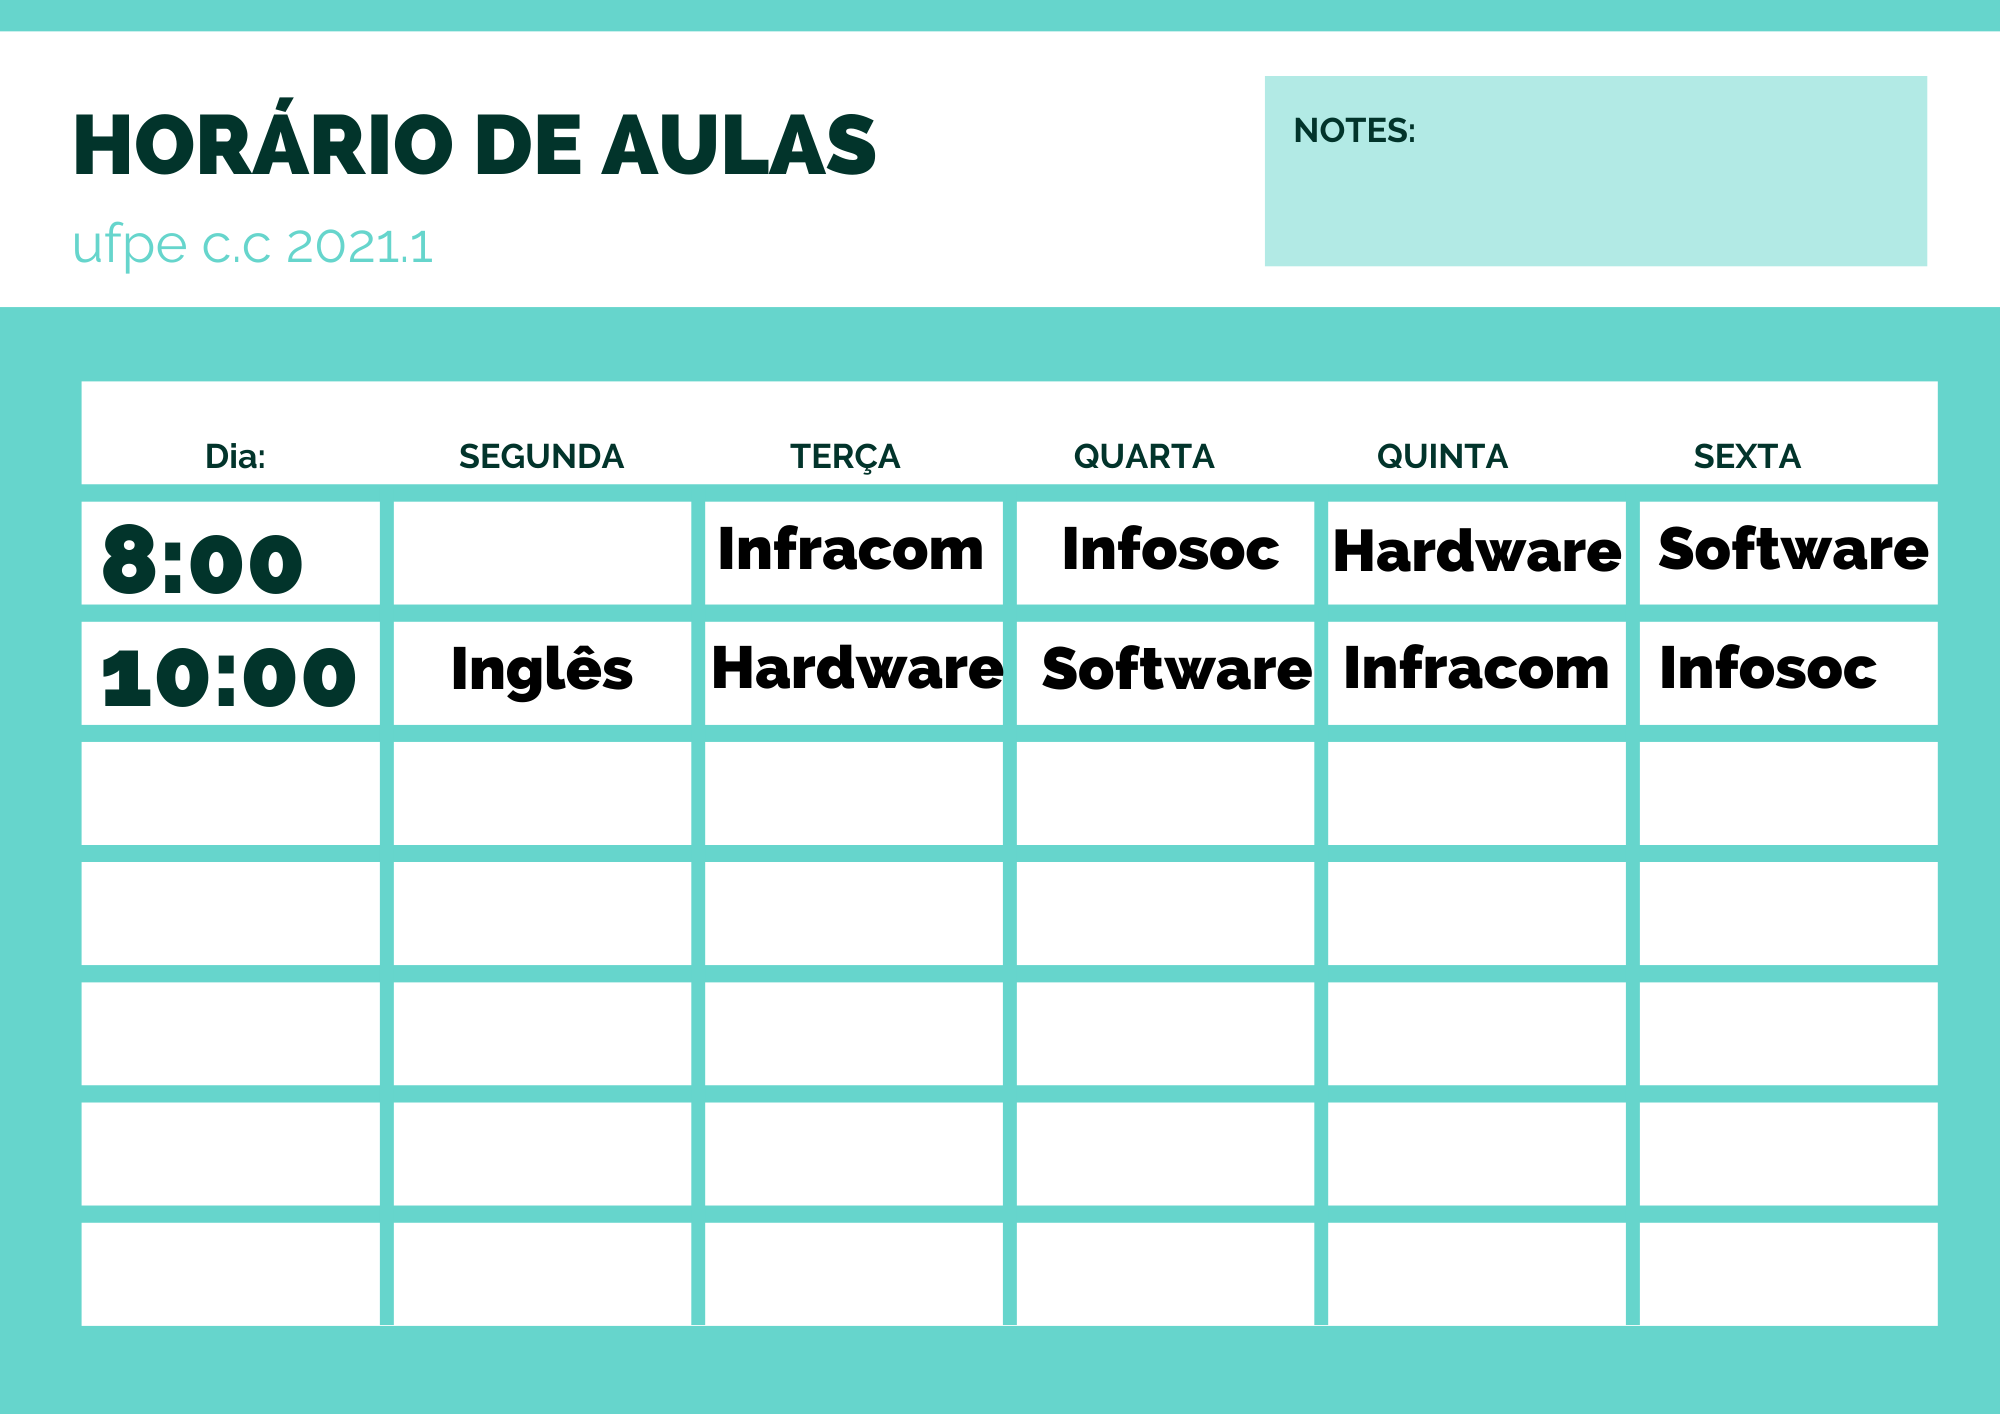 HORÁRIO DE AULAS
ufpe c.c 2021.1
NOTES:
Dia: SEGUNDA TERÇA QUARTA QUINTA SEXTA
8:00 Infracom Infosoc Hardware Software
10:00 Inglês Hardware Software Infracom Infosoc